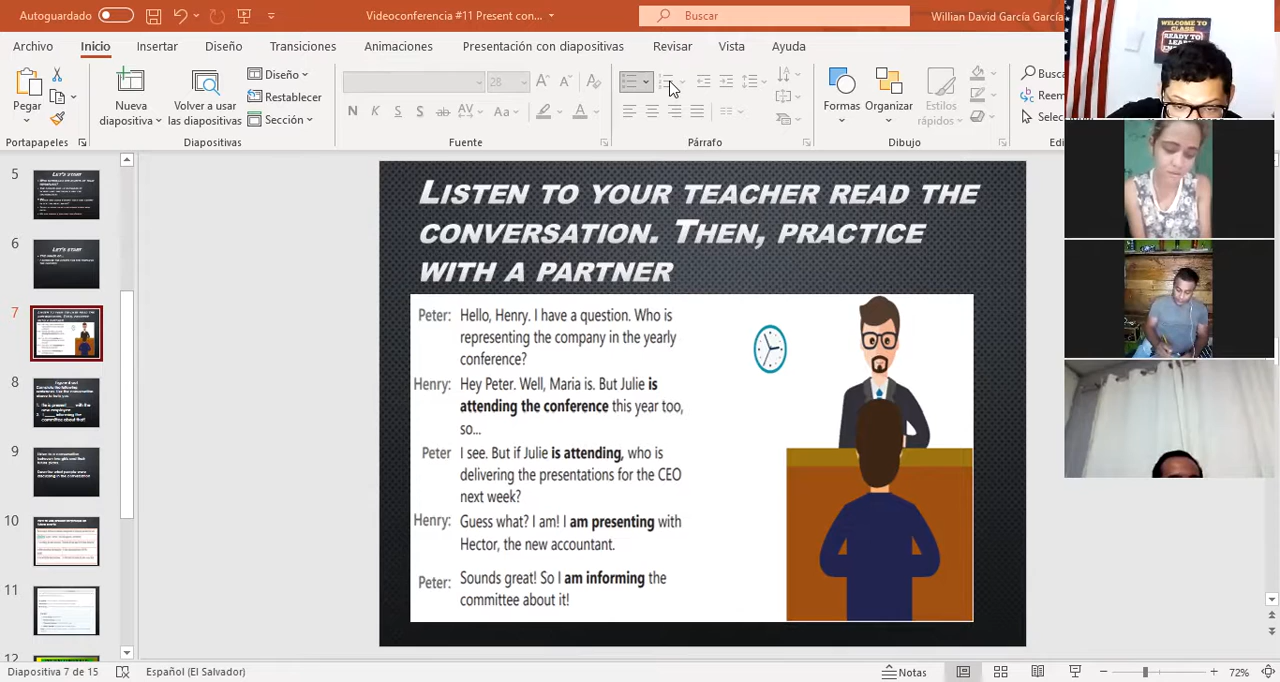 Autoguardado
Videoconferencia #11 Present con...
Buscar
Willian David García García
Archivo Inicio Insertar Diseño Transiciones Animaciones Presentación con diapositivas Revisar Vista Ayuda
Pegar
Nueva diapositiva
Volver a usar las diapositivas
Diseño
Restablecer
Sección
28
N K S S ab AV Aa A
Formas
Organizar
Estilos rápidos
Portapapeles
Diapositivas
Fuente
Párrafo
Dibujo
WELCOME TO CLASS
5
6
7
8
9
10
11
12
LISTEN TO YOUR TEACHER READ THE
CONVERSATION. THEN, PRACTICE
WITH A PARTNER
Peter: Hello, Henry. I have a question. Who is
representing the company in the yearly
conference?
Henry: Hey Peter. Well, Maria is. But Julie is
attending the conference this year too,
so...
Peter I see. But if Julie is attending, who is
delivering the presentations for the CEO
next week?
Henry: Guess what? I am! I am presenting with
Hector, the new accountant.
Peter: Sounds great! So I am informing the
committee about it!
Diapositiva 7 de 15
Español (El Salvador)
Notas
72%